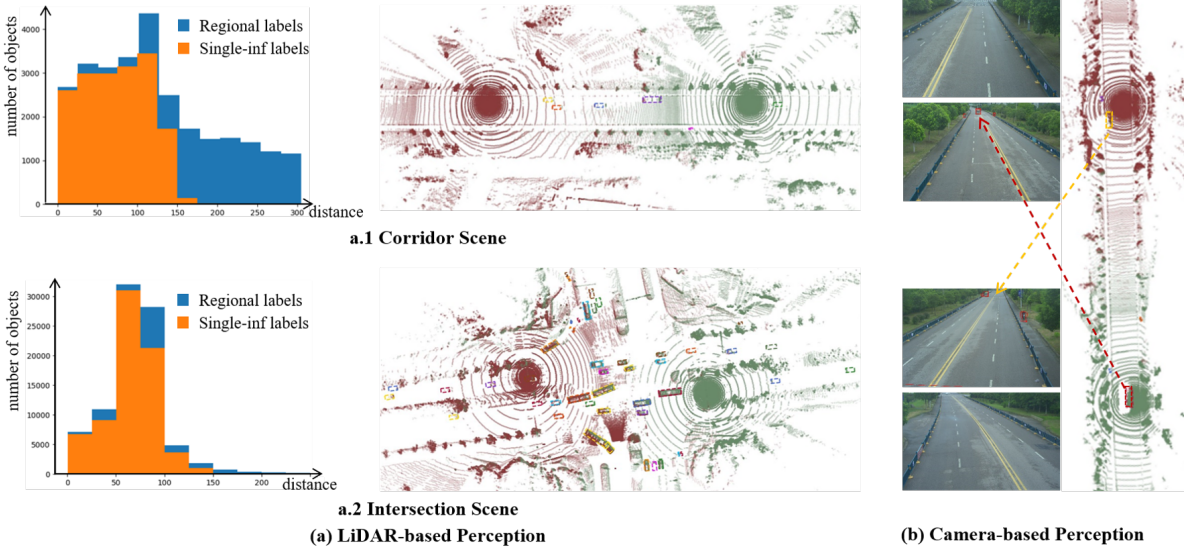 number of objects
4000
3000
2000
1000
0
Regional labels
Single-inf labels
0 50 100 150 200 250 300
distance
a.1 Corridor Scene
number of objects
30000
25000
20000
15000
10000
5000
0
Regional labels
Single-inf labels
0 50 100 150 200
distance
a.2 Intersection Scene
(a) LiDAR-based Perception
(b) Camera-based Perception